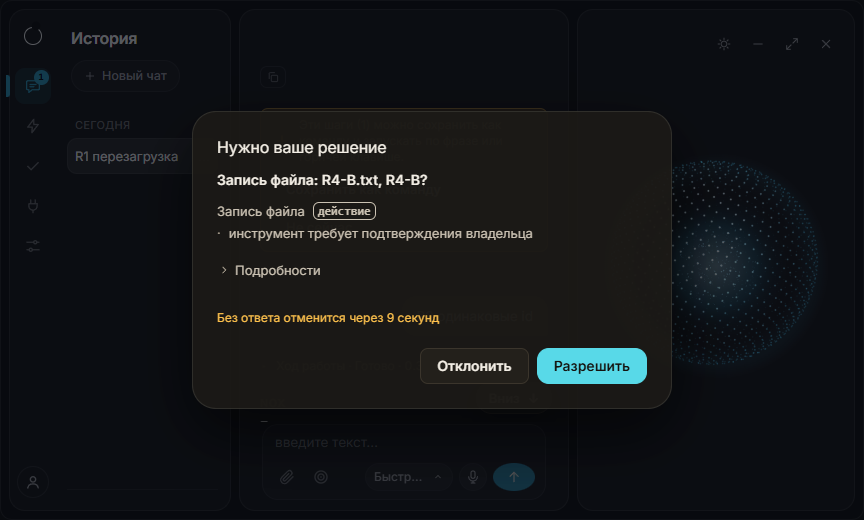 История
1
Новый чат
СЕГОДНЯ
R1 перезагрузка
Нужно ваше решение
Запись файла: R4-B.txt, R4-B?
Запись файла действие
· инструмент требует подтверждения владельца
Подробности
Без ответа отменится через 9 секунд
Отклонить Разрешить
введите текст...
Быстр...